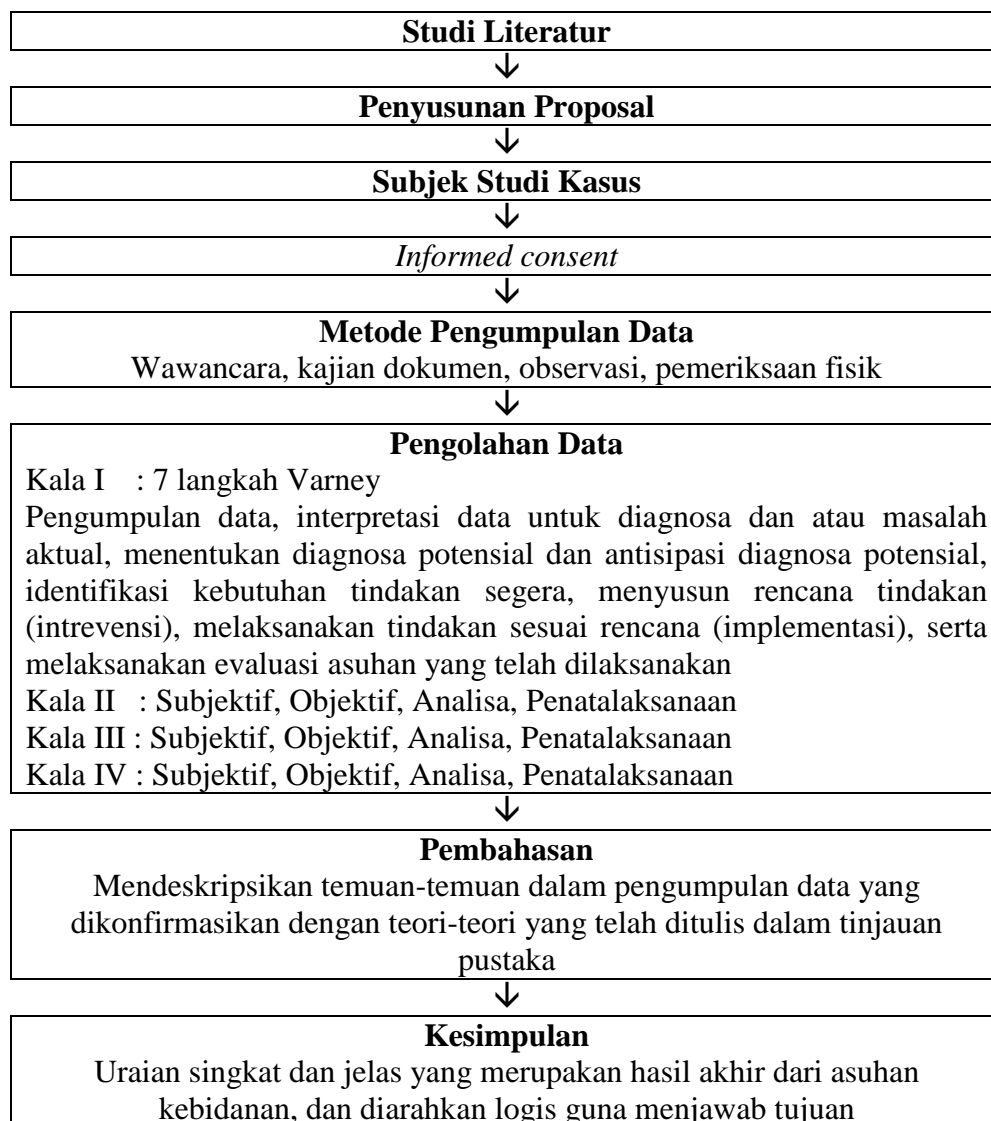 Studi Literatur
↓
Penyusunan Proposal
↓
Subjek Studi Kasus
↓
Informed consent
↓
Metode Pengumpulan Data
Wawancara, kajian dokumen, observasi, pemeriksaan fisik
↓
Pengolahan Data
Kala I : 7 langkah Varney
Pengumpulan data, interpretasi data untuk diagnosa dan atau masalah
aktual, menentukan diagnosa potensial dan antisipasi diagnosa potensial,
identifikasi kebutuhan tindakan segera, menyusun rencana tindakan
(intrevensi), melaksanakan tindakan sesuai rencana (implementasi), serta
melaksanakan evaluasi asuhan yang telah dilaksanakan
Kala II : Subjektif, Objektif, Analisa, Penatalaksanaan
Kala III : Subjektif, Objektif, Analisa, Penatalaksanaan
Kala IV : Subjektif, Objektif, Analisa, Penatalaksanaan
↓
Pembahasan
Mendeskripsikan temuan-temuan dalam pengumpulan data yang
dikonfirmasikan dengan teori-teori yang telah ditulis dalam tinjauan
pustaka
↓
Kesimpulan
Uraian singkat dan jelas yang merupakan hasil akhir dari asuhan
kebidanan, dan diarahkan logis guna menjawab tujuan